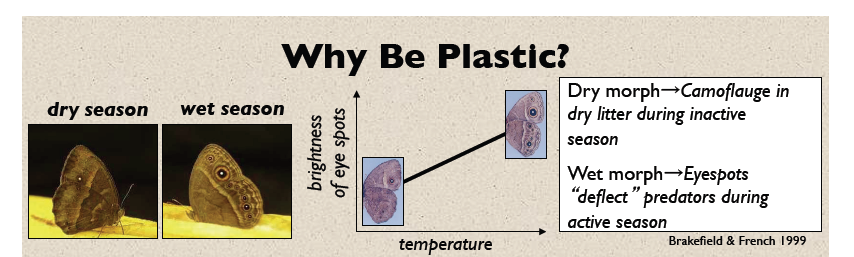 Why Be Plastic?
dry season
wet season
brightness
of eye spots
temperature
Dry morph→Camoflauge in
dry litter during inactive
season
Wet morph→Eyespots
“deflect” predators during
active season
Brakefield & French 1999